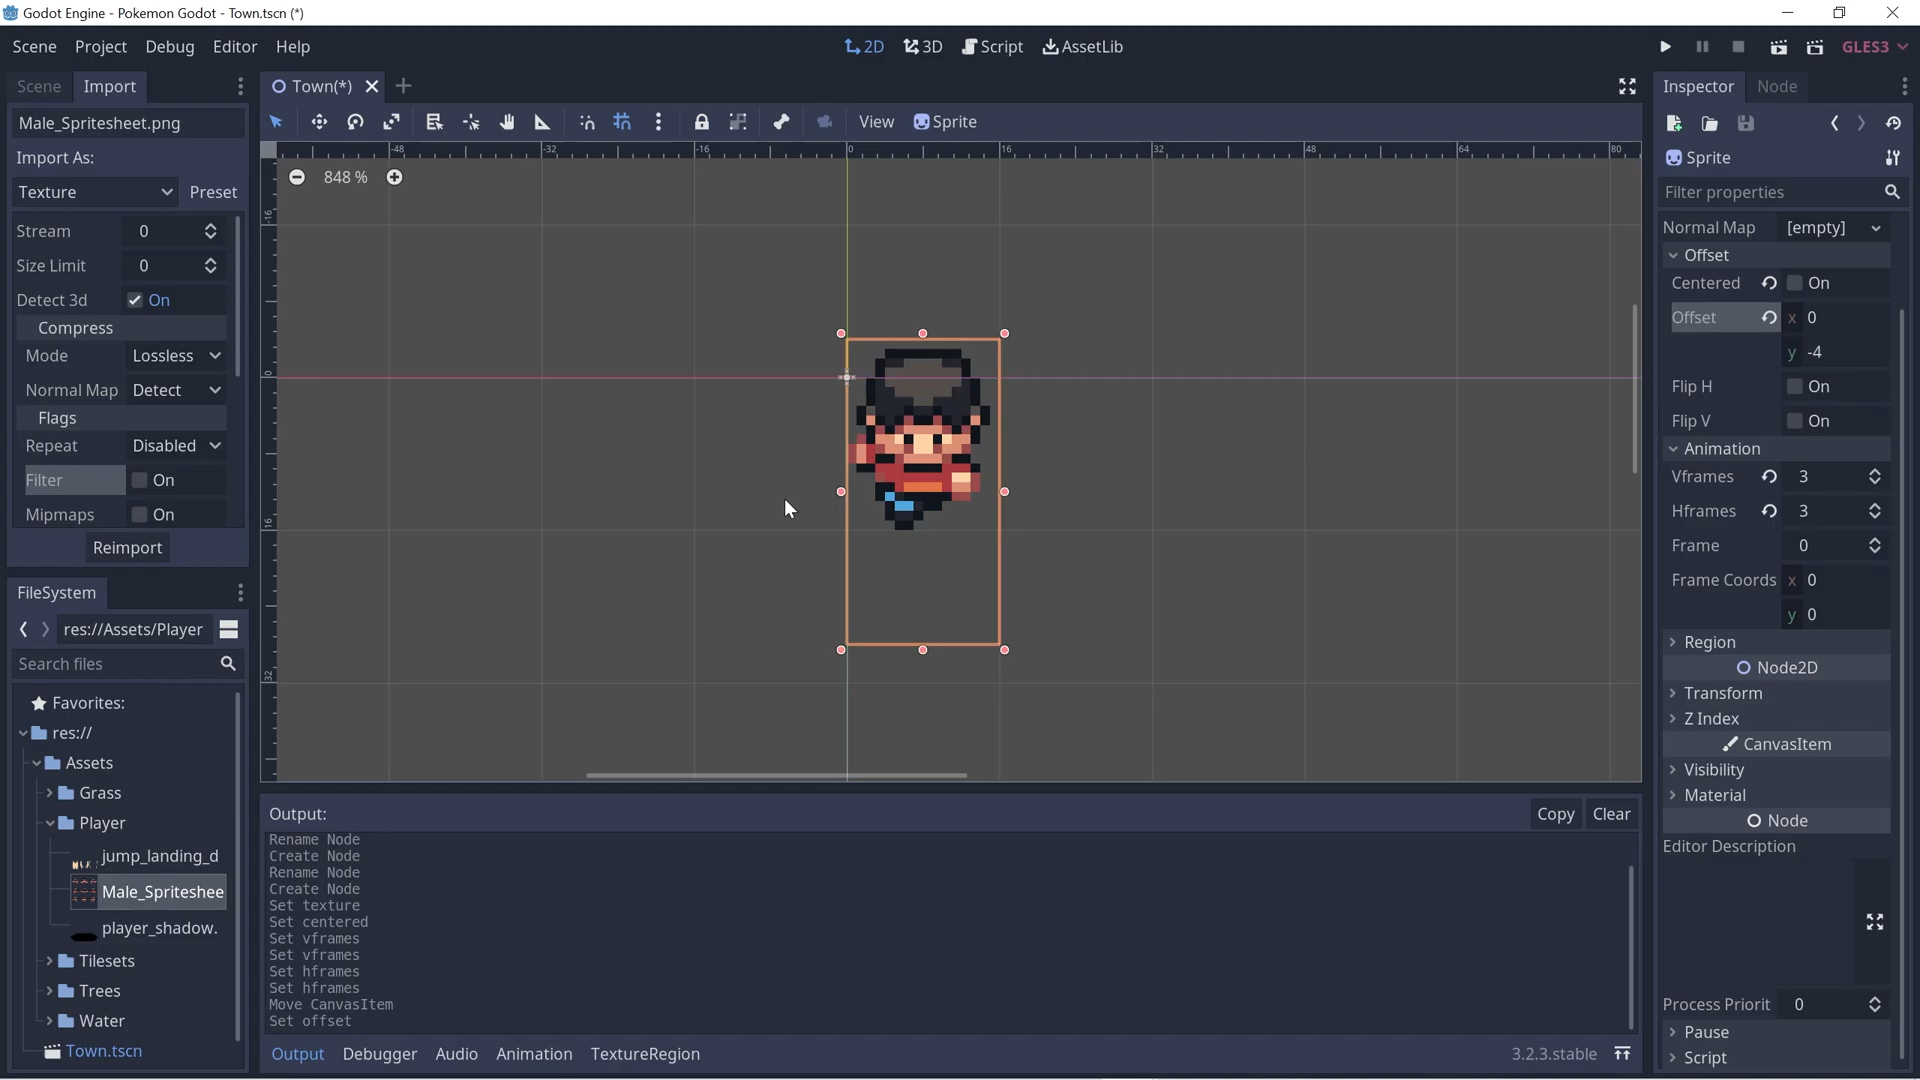 Godot Engine - Pokemon Godot - Town.tscn (*)
Scene Project Debug Editor Help
2D 3D Script AssetLib
GLES3
Scene Import
Town(*)
Inspector Node
Male_Spritesheet.png
View Sprite
Import As:
Texture Preset
Stream 0
Size Limit 0
Detect 3d On
Compress
Mode Lossless
Normal Map Detect
Flags
Repeat Disabled
Filter On
Mipmaps On
Reimport
FileSystem
res://Assets/Player
Search files
Favorites:
res://
Assets
Grass
Player
jump_landing_d
Male_Spriteshee
player_shadow.
Tilesets
Trees
Water
Town.tscn
-48 -32 -16 0 16 32 48 64 80
848 %
-16
0
16
32
Output:
Copy Clear
Rename Node
Create Node
Rename Node
Create Node
Set texture
Set centered
Set vframes
Set vframes
Set hframes
Set hframes
Move CanvasItem
Set offset
Output Debugger Audio Animation TextureRegion
3.2.3.stable
Sprite
Filter properties
Normal Map [empty]
Offset
Centered On
Offset x 0
y -4
Flip H On
Flip V On
Animation
Vframes 3
Hframes 3
Frame 0
Frame Coords x 0
y 0
Region
Node2D
Transform
Z Index
CanvasItem
Visibility
Material
Node
Editor Description
Process Priorit 0
Pause
Script